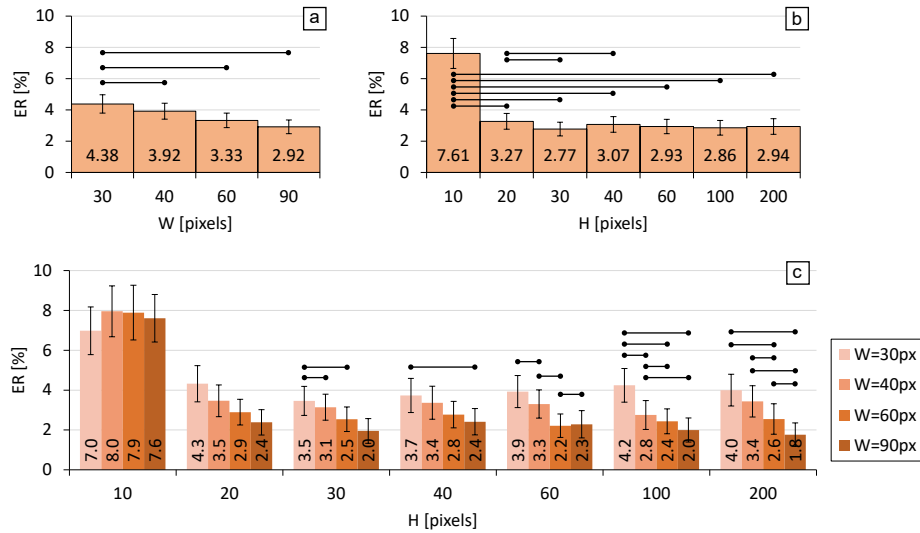 a
ER [%]
10
8
6
4
2
0
4.38 3.92 3.33 2.92
30 40 60 90
W [pixels]
b
ER [%]
10
8
6
4
2
0
7.61 3.27 2.77 3.07 2.93 2.86 2.94
10 20 30 40 60 100 200
H [pixels]
c
ER [%]
10
8
6
4
2
0
7.0 8.0 7.9 7.6 4.3 3.5 2.9 2.4 3.5 3.1 2.5 2.0 3.7 3.4 2.8 2.4 3.9 3.3 2.2 2.3 4.2 2.8 2.4 2.0 4.0 3.4 2.6 1.8
10 20 30 40 60 100 200
H [pixels]
W=30px
W=40px
W=60px
W=90px